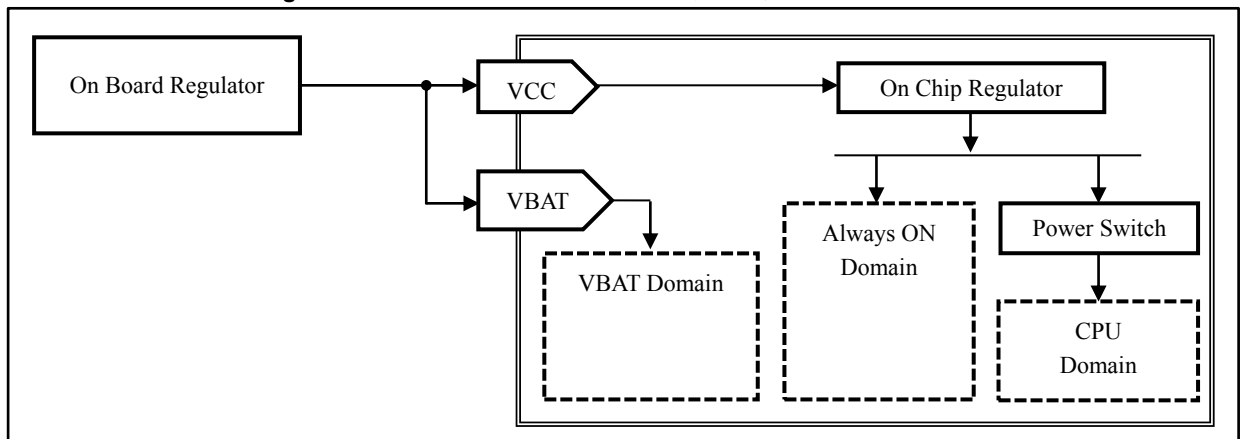 On Board Regulator
VCC
On Chip Regulator
VBAT
Always ON
Domain
Power Switch
VBAT Domain
CPU
Domain